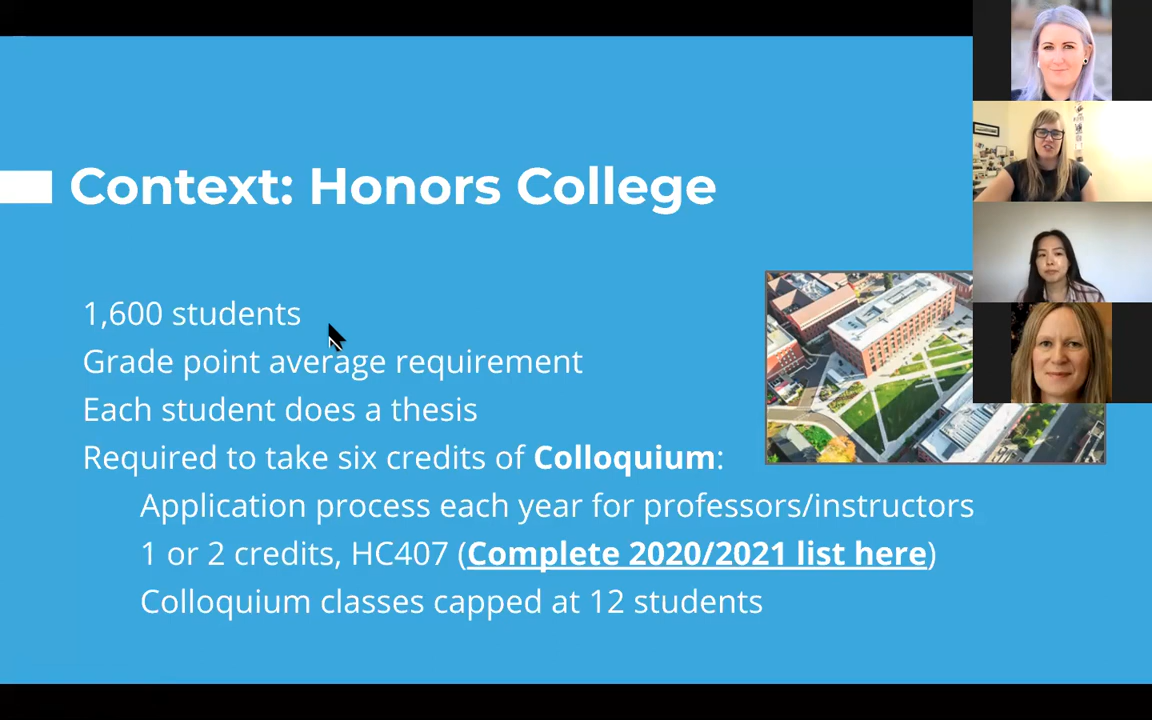 Context: Honors College
1,600 students
Grade point average requirement
Each student does a thesis
Required to take six credits of Colloquium:
Application process each year for professors/instructors
1 or 2 credits, HC407 (Complete 2020/2021 list here)
Colloquium classes capped at 12 students